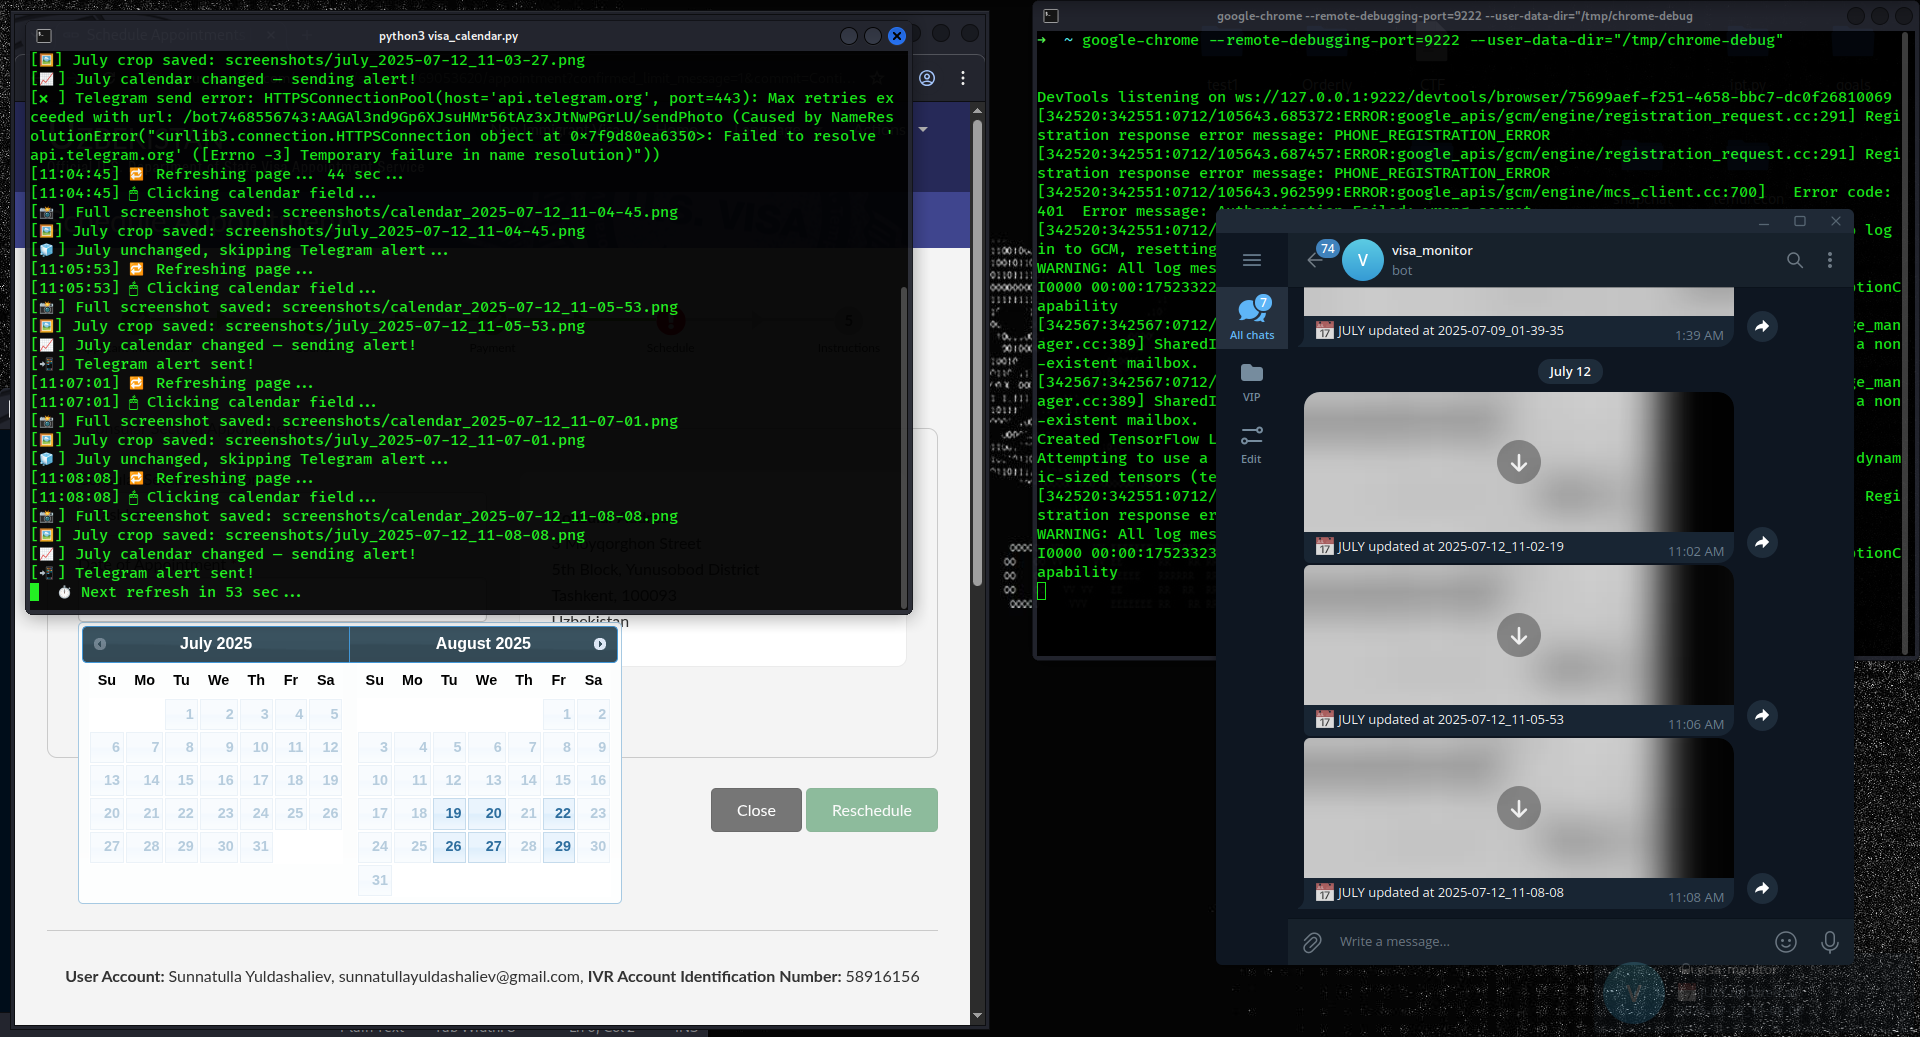 python3 visa_calendar.py
[🖼️] July crop saved: screenshots/july_2025-07-12_11-03-27.png
[📈] July calendar changed — sending alert!
[❌] Telegram send error: HTTPSConnectionPool(host='api.telegram.org', port=443): Max retries ex
ceeded with url: /bot7468556743:AAGAl3nd9Gp6XJsuHMr56tAz3xJtNwPGrLU/sendPhoto (Caused by NameRes
olutionError("<urllib3.connection.HTTPSConnection object at 0x7f9d80ea6350>: Failed to resolve '
api.telegram.org' ([Errno -3] Temporary failure in name resolution)"))
[11:04:45] 🔁 Refreshing page... 44 sec...
[11:04:45] 🖱 Clicking calendar field...
[📸] Full screenshot saved: screenshots/calendar_2025-07-12_11-04-45.png
[🖼️] July crop saved: screenshots/july_2025-07-12_11-04-45.png
[🧊] July unchanged, skipping Telegram alert...
[11:05:53] 🔁 Refreshing page...
[11:05:53] 🖱 Clicking calendar field...
[📸] Full screenshot saved: screenshots/calendar_2025-07-12_11-05-53.png
[🖼️] July crop saved: screenshots/july_2025-07-12_11-05-53.png
[📈] July calendar changed — sending alert!
[📲] Telegram alert sent!
[11:07:01] 🔁 Refreshing page...
[11:07:01] 🖱 Clicking calendar field...
[📸] Full screenshot saved: screenshots/calendar_2025-07-12_11-07-01.png
[🖼️] July crop saved: screenshots/july_2025-07-12_11-07-01.png
[🧊] July unchanged, skipping Telegram alert...
[11:08:08] 🔁 Refreshing page...
[11:08:08] 🖱 Clicking calendar field...
[📸] Full screenshot saved: screenshots/calendar_2025-07-12_11-08-08.png
[🖼️] July crop saved: screenshots/july_2025-07-12_11-08-08.png
[📈] July calendar changed — sending alert!
[📲] Telegram alert sent!
⏱ Next refresh in 53 sec...
Payment
Schedule
5
Instructions
Mayqorghon Street
5th Block, Yunusobod District
Tashkent, 100093
Uzbekistan
July 2025
Su Mo Tu We Th Fr Sa
1 2 3 4 5
6 7 8 9 10 11 12
13 14 15 16 17 18 19
20 21 22 23 24 25 26
27 28 29 30 31
August 2025
Su Mo Tu We Th Fr Sa
1 2
3 4 5 6 7 8 9
10 11 12 13 14 15 16
17 18 19 20 21 22 23
24 25 26 27 28 29 30
31
Close
Reschedule
User Account: Sunnatulla Yuldashaliev, sunnatullayuldashaliev@gmail.com, IVR Account Identification Number: 58916156
google-chrome --remote-debugging-port=9222 --user-data-dir="/tmp/chrome-debug
➜ ~ google-chrome --remote-debugging-port=9222 --user-data-dir="/tmp/chrome-debug"
DevTools listening on ws://127.0.0.1:9222/devtools/browser/75699aef-f251-4658-bbc7-dc0f26810069
[342520:342551:0712/105643.685372:ERROR:google_apis/gcm/engine/registration_request.cc:291] Regi
stration response error message: PHONE_REGISTRATION_ERROR
[342520:342551:0712/105643.687457:ERROR:google_apis/gcm/engine/registration_request.cc:291] Regi
stration response error message: PHONE_REGISTRATION_ERROR
[342520:342551:0712/105643.962599:ERROR:google_apis/gcm/engine/mcs_client.cc:700] Error code:
401 Error message: Authentication Failed: wrong_secret
[342520:342551:0712/ log
in to GCM, resetting
WARNING: All log mes
I0000 00:00:17523322 tionC
apability
[342567:342567:0712/ ge_man
ager.cc:389] SharedI a non
-existent mailbox.
[342567:342567:0712/ ge_man
ager.cc:389] SharedI a non
-existent mailbox.
Created TensorFlow L
Attempting to use a dynam
ic-sized tensors (te
[342520:342551:0712/ Regi
stration response er
WARNING: All log mes
I0000 00:00:17523323 tionC
apability
74
V
visa_monitor
bot
7
All chats
VIP
Edit
📅 JULY updated at 2025-07-09_01-39-35
1:39 AM
July 12
📅 JULY updated at 2025-07-12_11-02-19
11:02 AM
📅 JULY updated at 2025-07-12_11-05-53
11:06 AM
📅 JULY updated at 2025-07-12_11-08-08
11:08 AM
Write a message...
visa_monitor